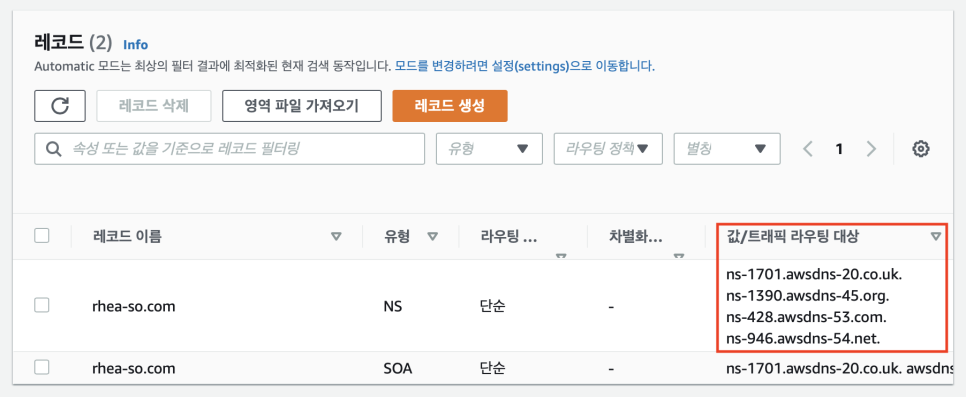 레코드 (2) Info
Automatic 모드는 최상의 필터 결과에 최적화된 현재 검색 동작입니다. 모드를 변경하려면 설정(settings)으로 이동합니다.
레코드 삭제 영역 파일 가져오기 레코드 생성
속성 또는 값을 기준으로 레코드 필터링 유형 라우팅 정책 별칭 1
레코드 이름 유형 라우팅 ... 차별화... 값/트래픽 라우팅 대상
ns-1701.awsdns-20.co.uk.
ns-1390.awsdns-45.org.
rhea-so.com NS 단순 -
ns-428.awsdns-53.com.
ns-946.awsdns-54.net.
rhea-so.com SOA 단순 - ns-1701.awsdns-20.co.uk. awsdns